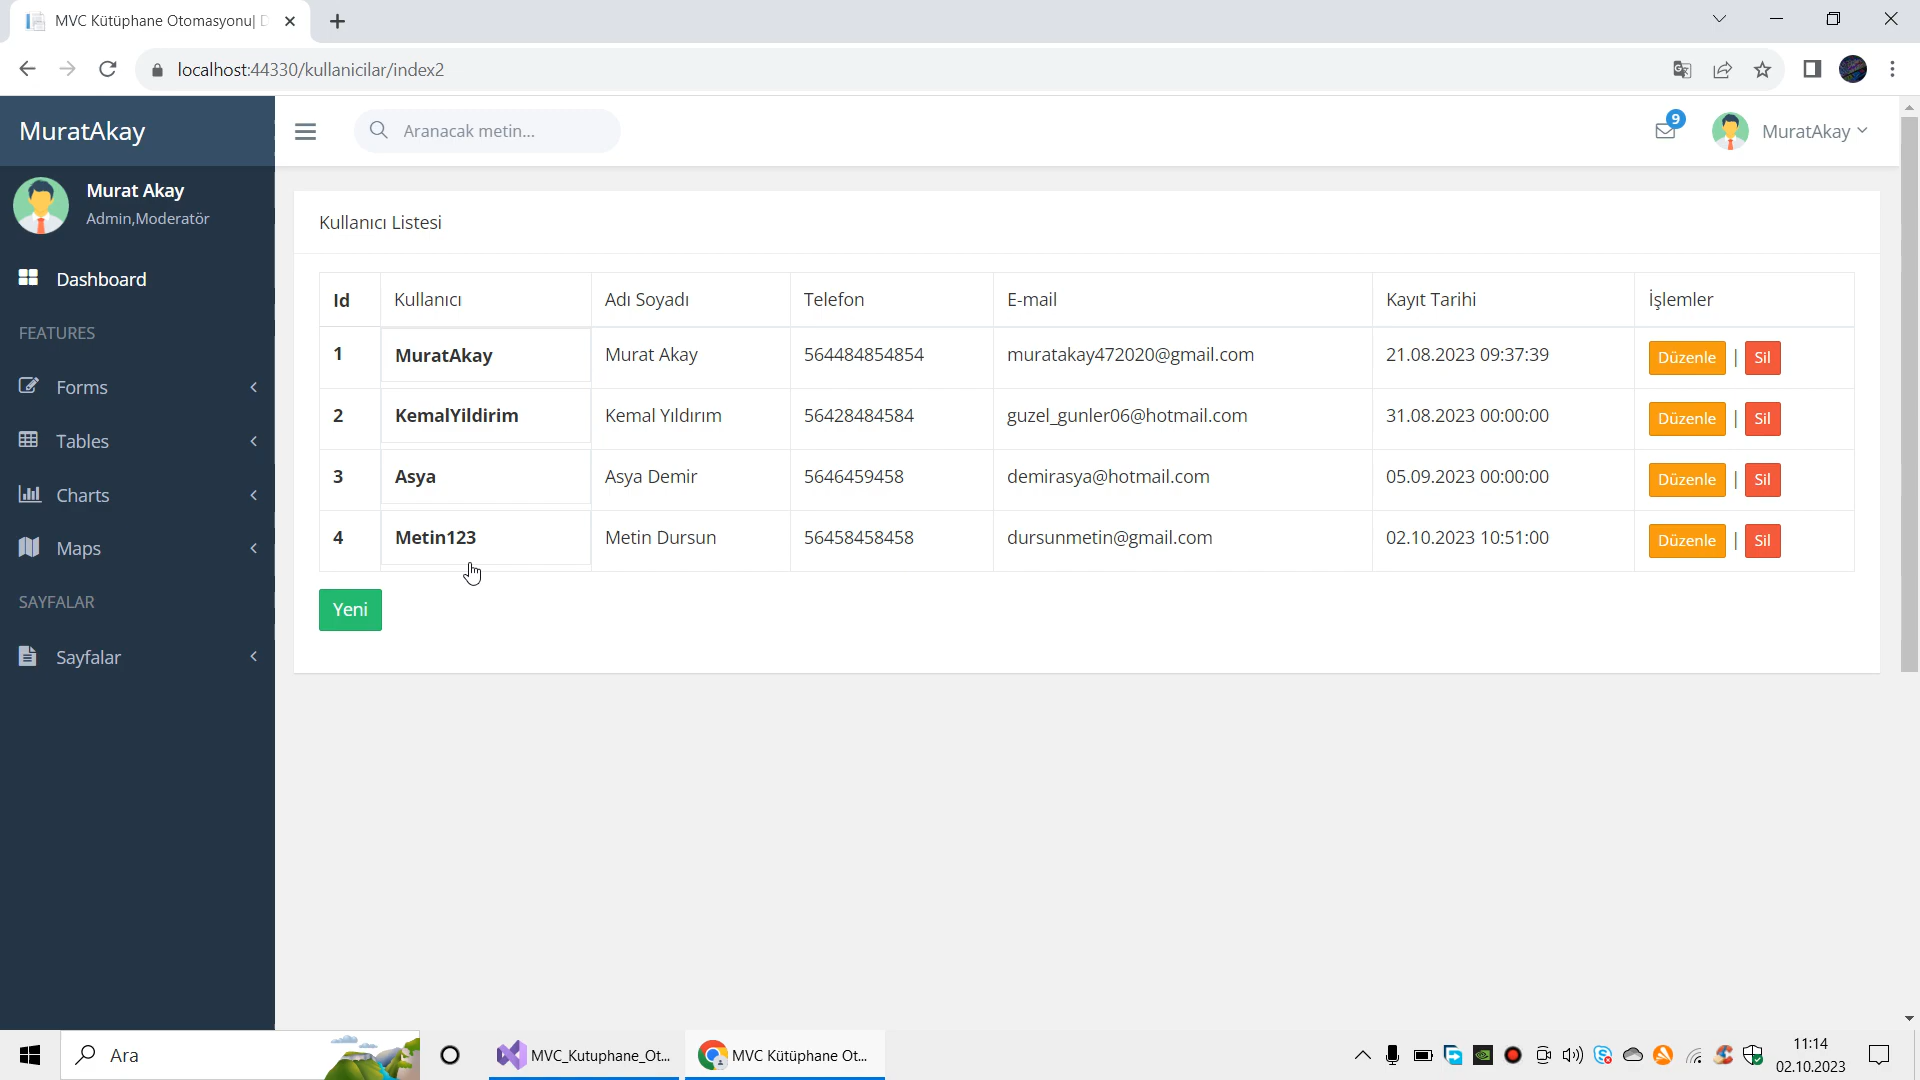 MVC Kütüphane Otomasyonu|
localhost:44330/kullanicilar/index2
MuratAkay
Aranacak metin...
9
MuratAkay
Murat Akay
Admin,Moderatör
Dashboard
FEATURES
Forms
Tables
Charts
Maps
SAYFALAR
Sayfalar
Kullanıcı Listesi
Id Kullanıcı Adı Soyadı Telefon E-mail Kayıt Tarihi İşlemler
1 MuratAkay Murat Akay 564484854854 muratakay472020@gmail.com 21.08.2023 09:37:39 Düzenle | Sil
2 KemalYildirim Kemal Yıldırım 56428484584 guzel_gunler06@hotmail.com 31.08.2023 00:00:00 Düzenle | Sil
3 Asya Asya Demir 5646459458 demirasya@hotmail.com 05.09.2023 00:00:00 Düzenle | Sil
4 Metin123 Metin Dursun 56458458458 dursunmetin@gmail.com 02.10.2023 10:51:00 Düzenle | Sil
Yeni
Ara
MVC_Kutuphane_Ot...
MVC Kütüphane Ot...
11:14
02.10.2023